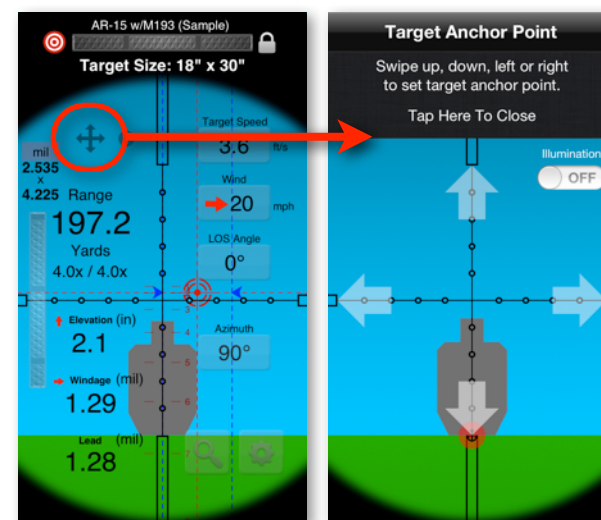 AR-15 w/M193 (Sample)
Target Size: 18" x 30"
Target Speed
3.6 ft/s
mil
2.535
x
4.225
Range
197.2
Yards
4.0x / 4.0x
Wind
20 mph
LOS Angle
0°
Elevation (in)
2.1
Azimuth
90°
Windage (mil)
1.29
Lead (mil)
1.28
3
4
5
6
7
Target Anchor Point
Swipe up, down, left or right
to set target anchor point.
Tap Here To Close
Illumination
OFF